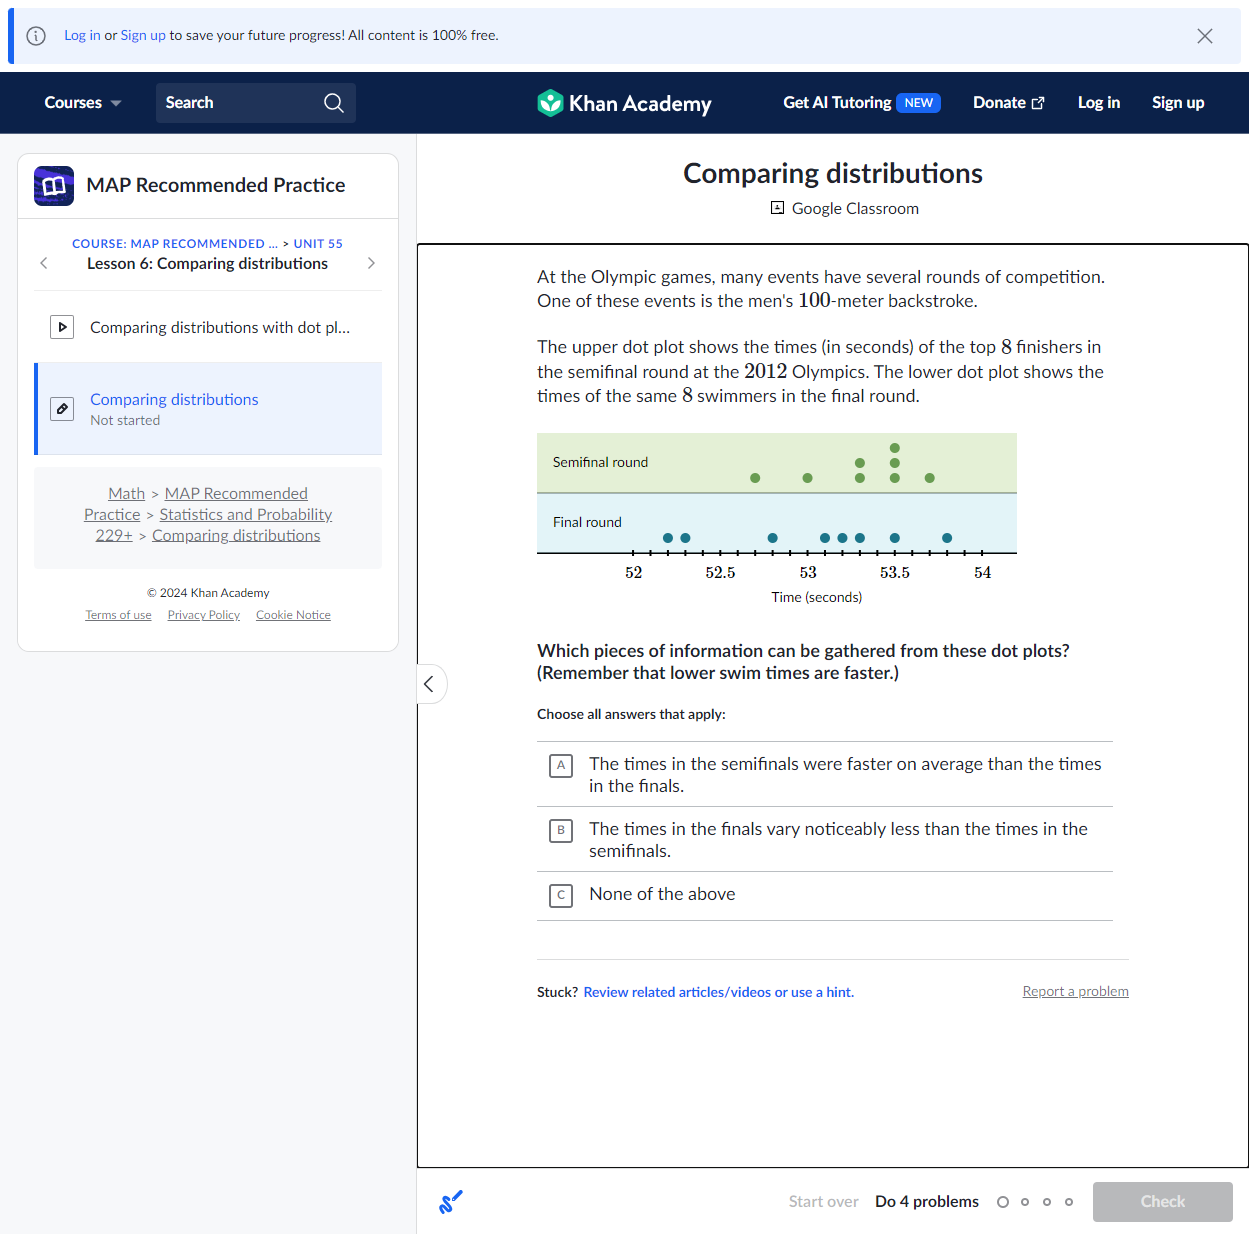 Log in or Sign up to save your future progress! All content is 100% free.
Courses
Search
Khan Academy
Get AI Tutoring NEW
Donate
Log in
Sign up
MAP Recommended Practice
COURSE: MAP RECOMMENDED ... > UNIT 55
Lesson 6: Comparing distributions
Comparing distributions with dot pl...
Comparing distributions
Not started
Math > MAP Recommended
Practice > Statistics and Probability
229+ > Comparing distributions
© 2024 Khan Academy
Terms of use Privacy Policy Cookie Notice
Comparing distributions
Google Classroom
At the Olympic games, many events have several rounds of competition.
One of these events is the men's 100-meter backstroke.
The upper dot plot shows the times (in seconds) of the top 8 finishers in
the semifinal round at the 2012 Olympics. The lower dot plot shows the
times of the same 8 swimmers in the final round.
Semifinal round
Final round
52 52.5 53 53.5 54
Time (seconds)
Which pieces of information can be gathered from these dot plots?
(Remember that lower swim times are faster.)
Choose all answers that apply:
A The times in the semifinals were faster on average than the times
in the finals.
B The times in the finals vary noticeably less than the times in the
semifinals.
C None of the above
Stuck? Review related articles/videos or use a hint.
Report a problem
Start over
Do 4 problems
Check